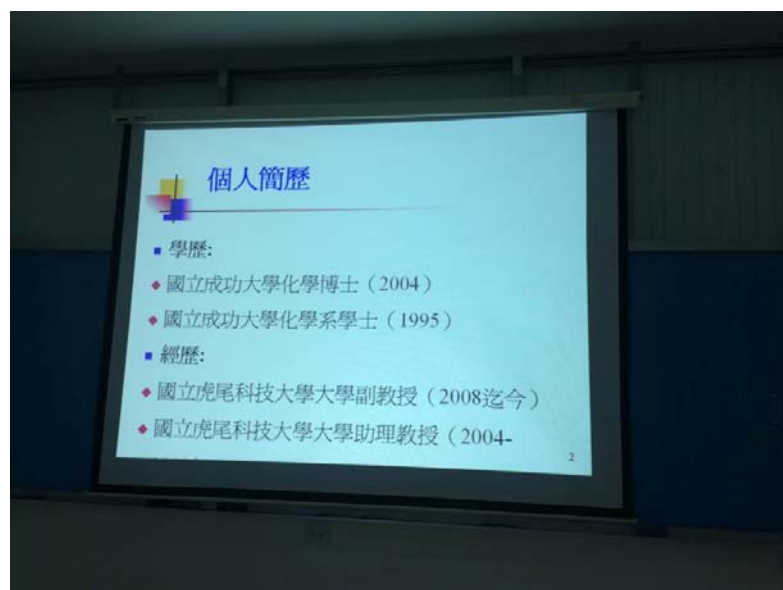 個人簡歷
學歷:
國立成功大學化學博士（2004）
國立成功大學化學系學士（1995）
經歷:
國立虎尾科技大學大學副教授（2008迄今）
國立虎尾科技大學大學助理教授（2004-
2